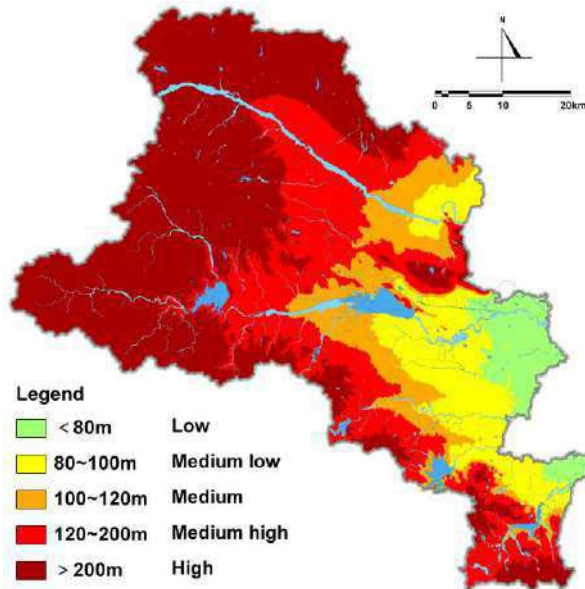 N
0 5 10 20km
Legend
<80m Low
80~100m Medium low
100~120m Medium
120~200m Medium high
>200m High